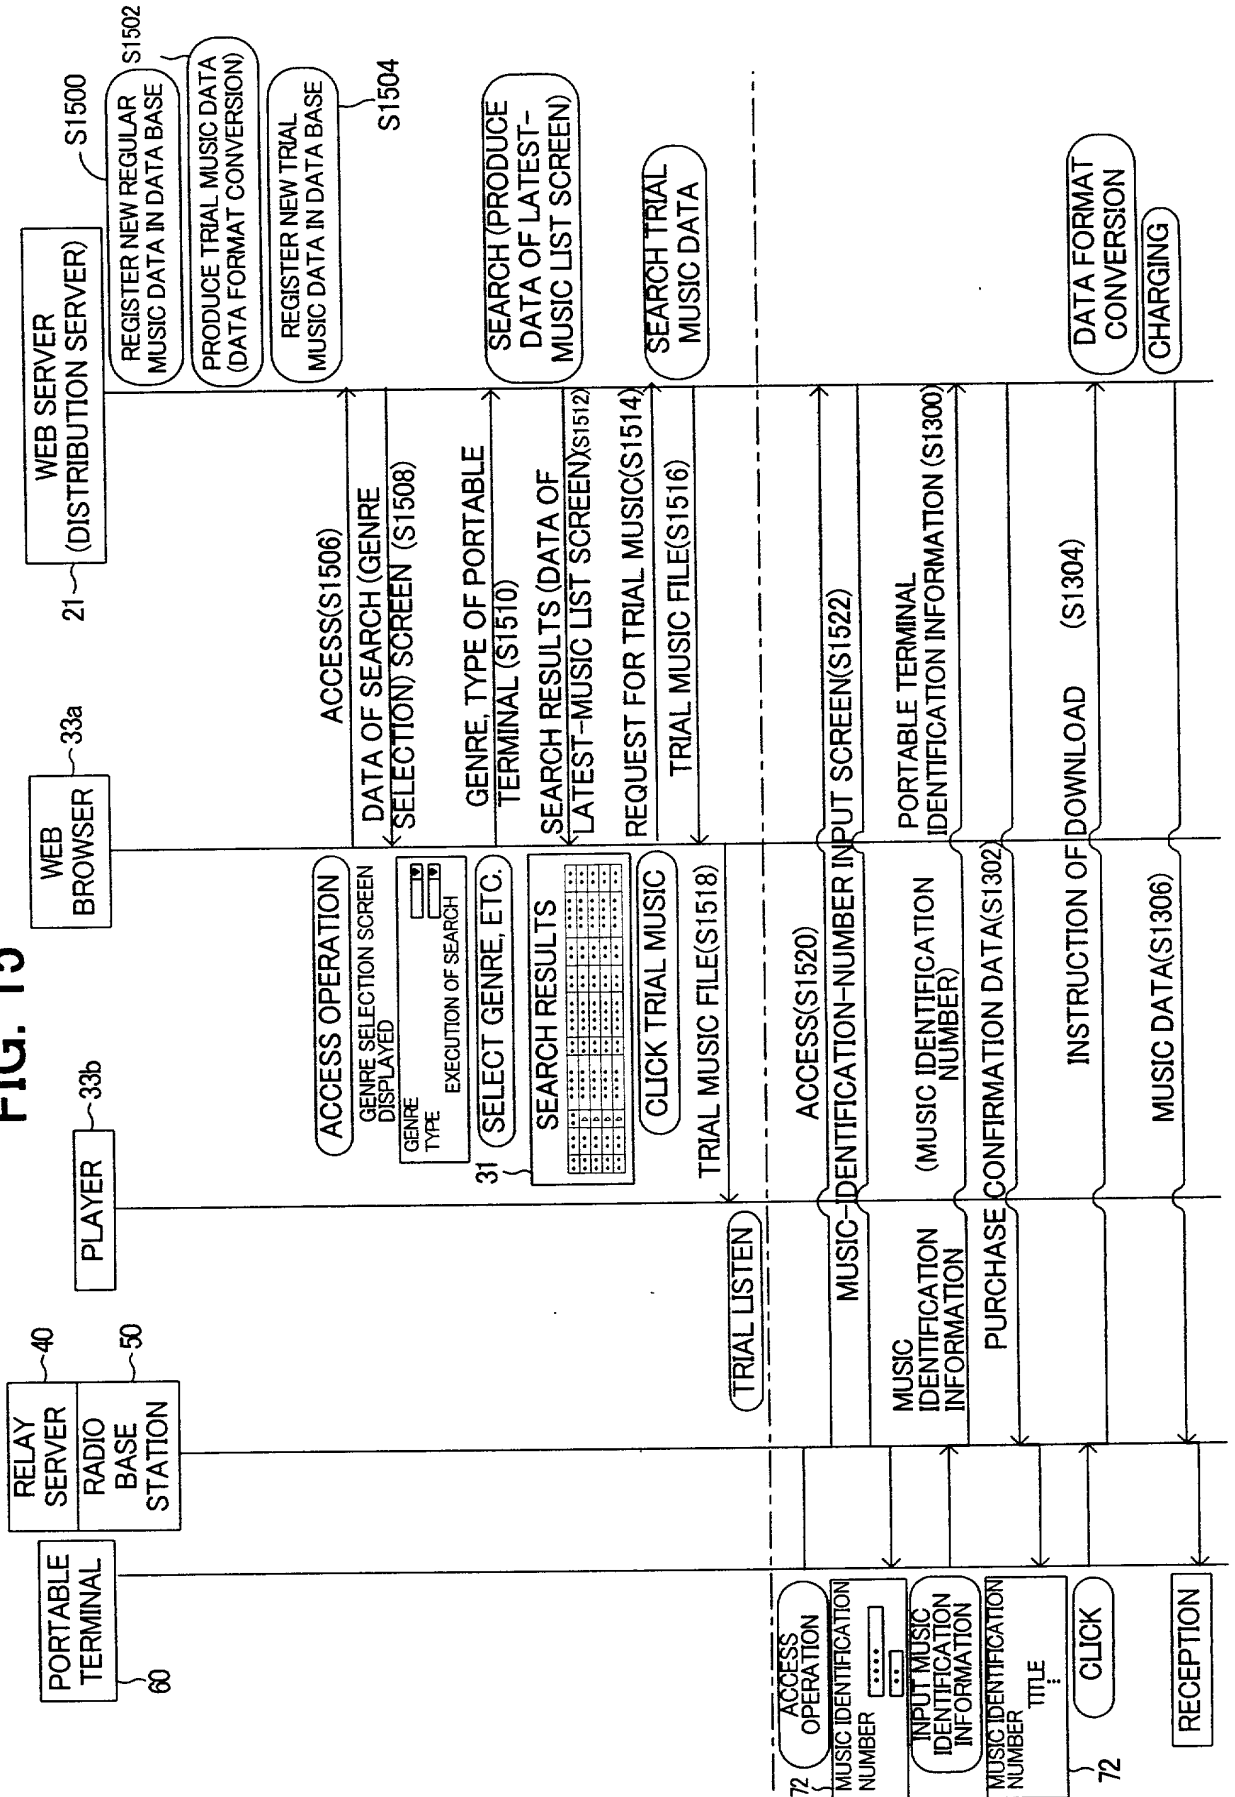 FIG. 15
PORTABLE
TERMINAL
60
RELAY
SERVER
40
RADIO
BASE
STATION
50
PLAYER
33b
WEB
BROWSER
33a
WEB SERVER
(DISTRIBUTION SERVER)
21
REGISTER NEW REGULAR
MUSIC DATA IN DATA BASE
S1500
PRODUCE TRIAL MUSIC DATA
(DATA FORMAT CONVERSION)
S1502
REGISTER NEW TRIAL
MUSIC DATA IN DATA BASE
S1504
ACCESS OPERATION
ACCESS(S1506)
GENRE SELECTION SCREEN
DISPLAYED
DATA OF SEARCH (GENRE
SELECTION) SCREEN (S1508)
GENRE
TYPE
EXECUTION OF SEARCH
SELECT GENRE, ETC.
GENRE, TYPE OF PORTABLE
TERMINAL (S1510)
SEARCH (PRODUCE
DATA OF LATEST-
MUSIC LIST SCREEN)
31
SEARCH RESULTS
SEARCH RESULTS (DATA OF
LATEST-MUSIC LIST SCREEN)(S1512)
CLICK TRIAL MUSIC
REQUEST FOR TRIAL MUSIC(S1514)
SEARCH TRIAL
MUSIC DATA
TRIAL MUSIC FILE(S1516)
TRIAL MUSIC FILE(S1518)
TRIAL LISTEN
ACCESS
OPERATION
ACCESS(S1520)
72
MUSIC IDENTIFICATION
NUMBER
MUSIC-IDENTIFICATION-NUMBER INPUT SCREEN(S1522)
INPUT MUSIC
IDENTIFICATION
INFORMATION
MUSIC
IDENTIFICATION
INFORMATION
(MUSIC IDENTIFICATION
NUMBER)
PORTABLE TERMINAL
IDENTIFICATION INFORMATION (S1300)
MUSIC IDENTIFICATION
NUMBER
TITLE
72
PURCHASE CONFIRMATION DATA(S1302)
CLICK
INSTRUCTION OF DOWNLOAD (S1304)
DATA FORMAT
CONVERSION
CHARGING
MUSIC DATA(S1306)
RECEPTION